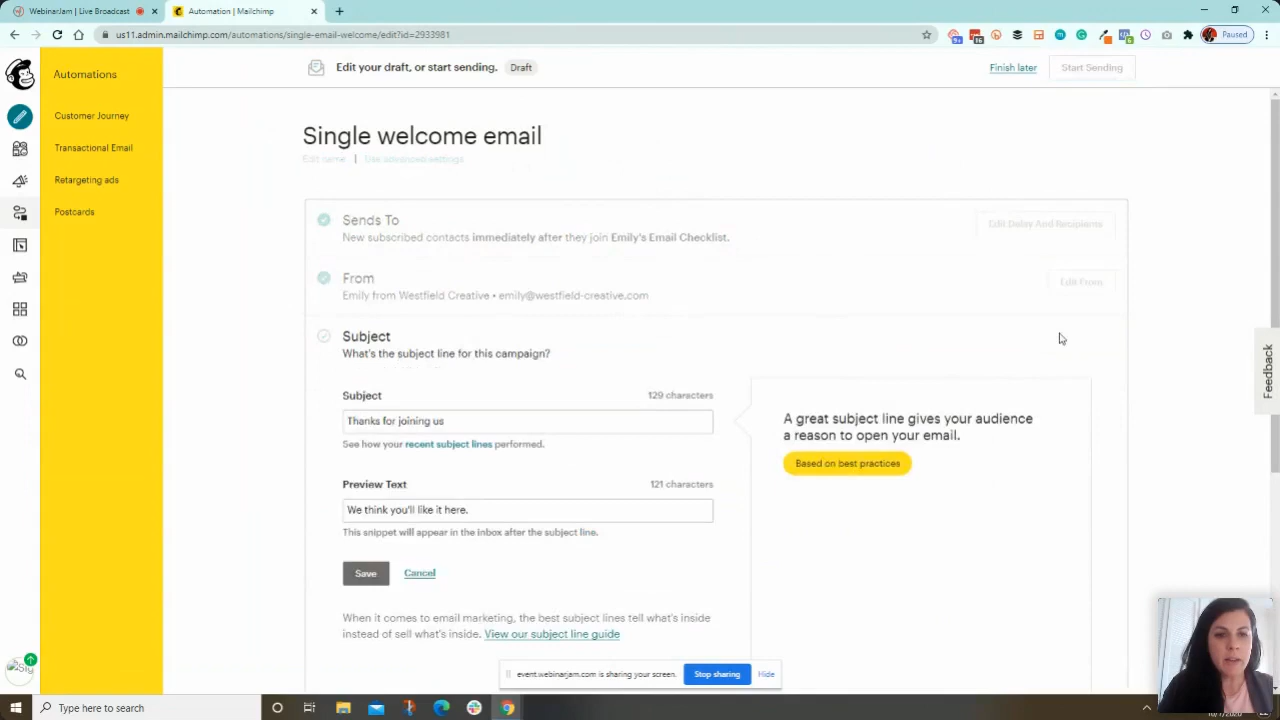 WebinarJam | Live Broadcast
Automation | Mailchimp
us11.admin.mailchimp.com/automations/single-email-welcome/edit?id=2933981
Paused
Automations
Customer Journey
Transactional Email
Retargeting ads
Postcards
Edit your draft, or start sending. Draft
Finish later
Start Sending
Single welcome email
Edit name | Use advanced settings
Sends To
New subscribed contacts immediately after they join Emily's Email Checklist.
Edit Delay And Recipients
From
Emily from Westfield Creative • emily@westfield-creative.com
Edit From
Subject
What's the subject line for this campaign?
Subject 129 characters
Thanks for joining us
See how your recent subject lines performed.
Preview Text 121 characters
We think you'll like it here.
This snippet will appear in the inbox after the subject line.
Save Cancel
When it comes to email marketing, the best subject lines tell what's inside
instead of sell what's inside. View our subject line guide
A great subject line gives your audience
a reason to open your email.
Based on best practices
Feedback
event.webinarjam.com is sharing your screen. Stop sharing Hide
Type here to search